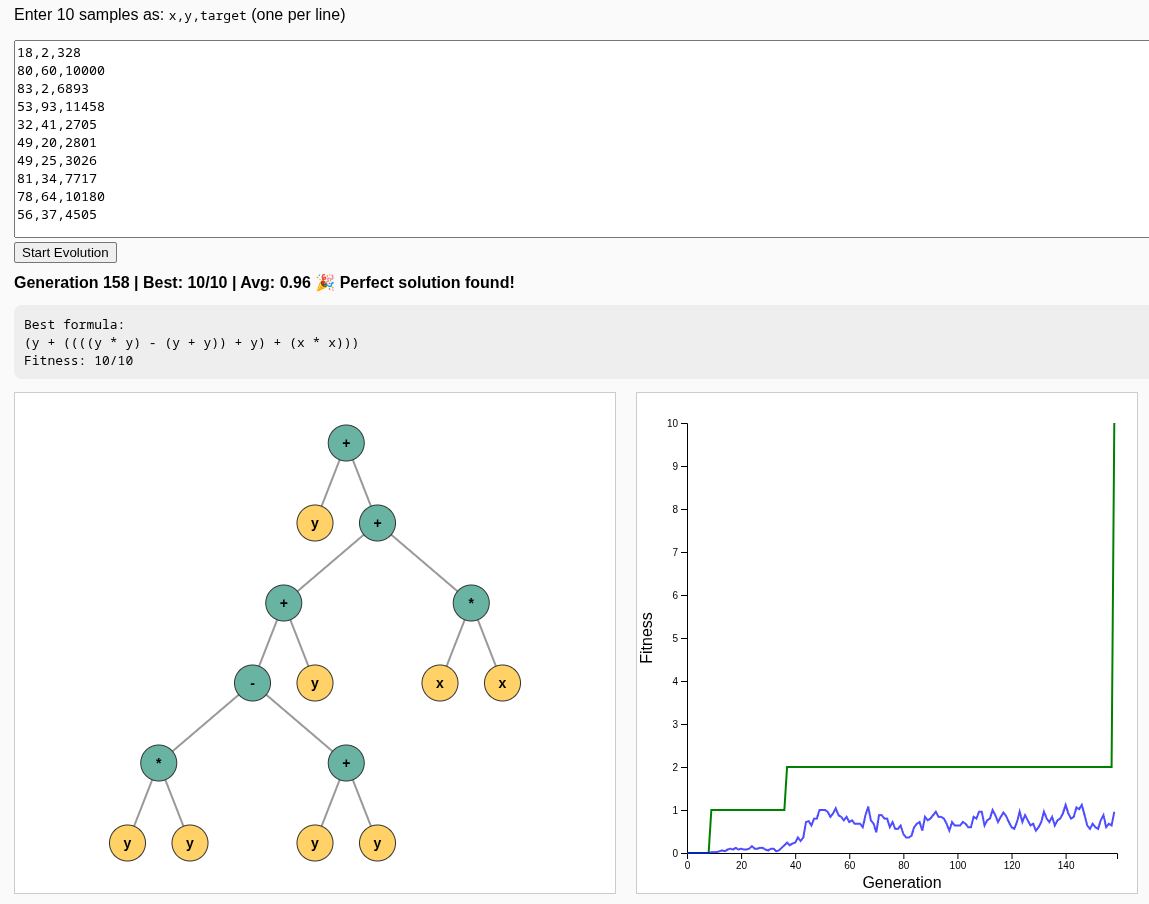 Enter 10 samples as: x,y,target (one per line)
18,2,328
80,60,10000
83,2,6893
53,93,11458
32,41,2705
49,20,2801
49,25,3026
81,34,7717
78,64,10180
56,37,4505
Start Evolution
Generation 158 | Best: 10/10 | Avg: 0.96 🎉 Perfect solution found!
Best formula:
(y + ((((y * y) - (y + y)) + y) + (x * x)))
Fitness: 10/10
+
y +
+ *
- y x x
* +
y y y y
10
9
8
7
6
5
4
3
2
1
0
Fitness
0 20 40 60 80 100 120 140
Generation